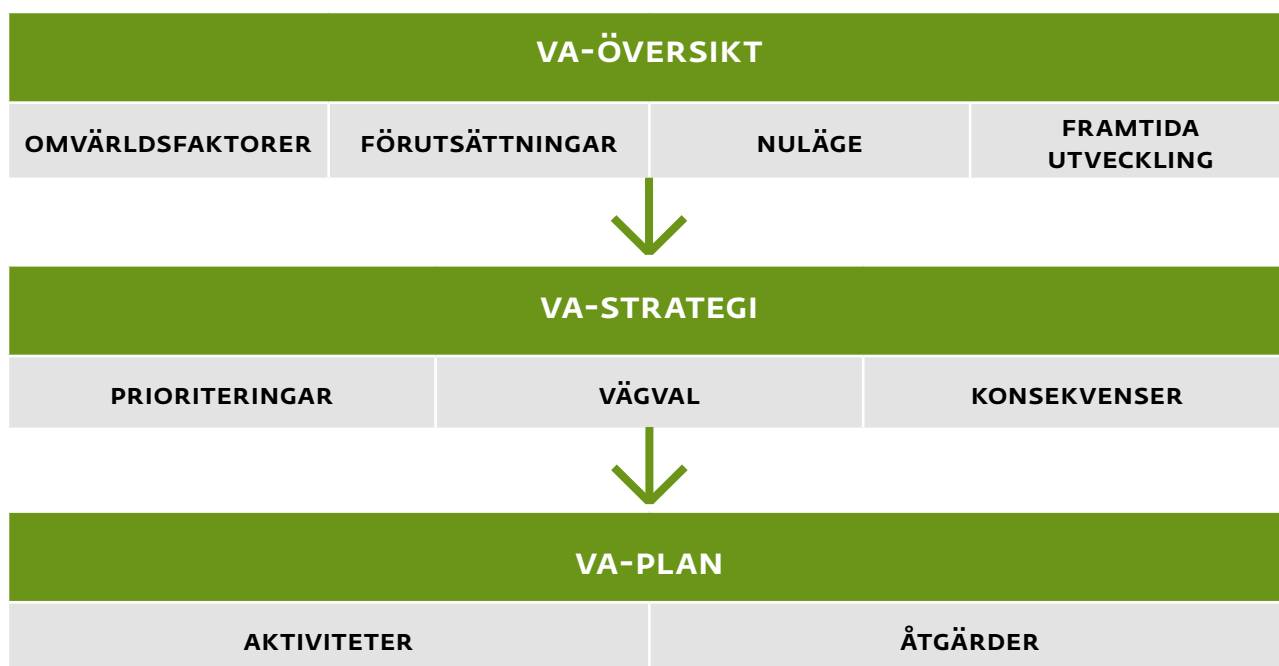 VA-ÖVERSIKT
OMVÄRLDSFAKTORER
FÖRUTSÄTTNINGAR
NULÄGE
FRAMTIDA
UTVECKLING
VA-STRATEGI
PRIORITERINGAR
VÄGVAL
KONSEKVENSER
VA-PLAN
AKTIVITETER
ÅTGÄRDER